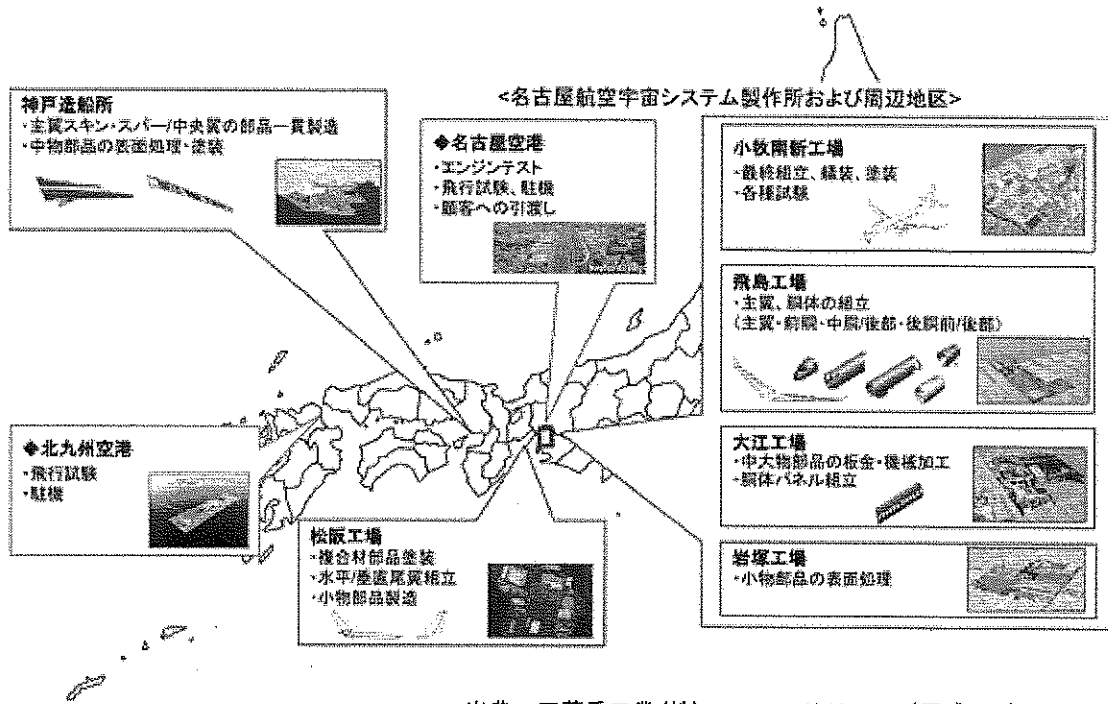 <名古屋航空宇宙システム製作所および周辺地区>
神戸造船所
・主翼スキン・スパー/中央翼の部品一貫製造
・中物部品の表面処理・塗装
◆名古屋空港
・エンジンテスト
・飛行試験、駐機
・顧客への引渡し
小牧南新工場
・最終組立、艤装、塗装
・各種試験
飛島工場
・主翼、胴体の組立
（主翼・前胴・中胴/後部・後胴前/後部）
大江工場
・中大物部品の板金・機械加工
・胴体パネル組立
岩塚工場
・小物部品の表面処理
◆北九州空港
・飛行試験
・駐機
松阪工場
・複合材部品塗装
・水平/垂直尾翼組立
・小物部品製造